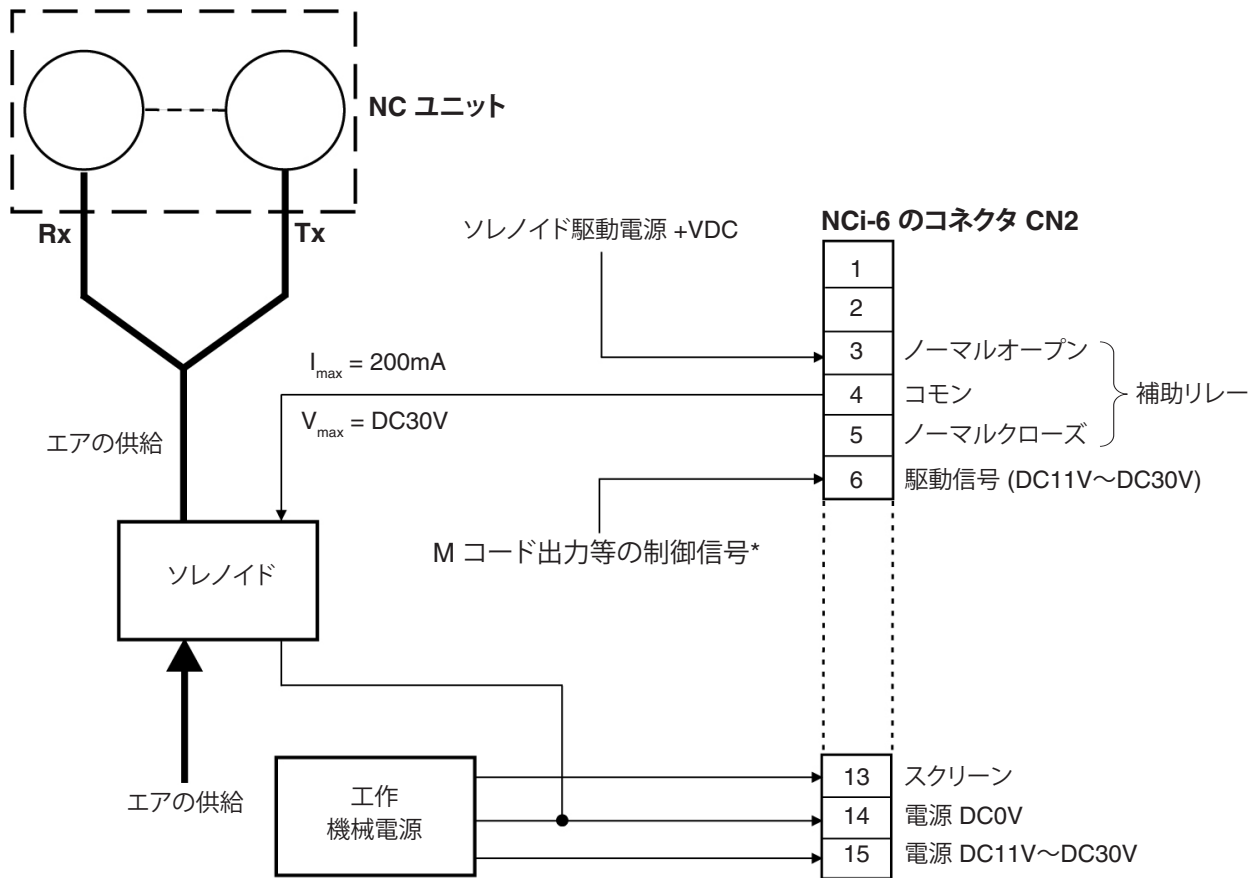 NC ユニット
Rx
Tx
ソレノイド駆動電源 +VDC
NCi-6 のコネクタ CN2
1
2
3 ノーマルオープン
4 コモン
5 ノーマルクローズ
補助リレー
6 駆動信号 (DC11V～DC30V)
Imax = 200mA
Vmax = DC30V
エアの供給
M コード出力等の制御信号*
ソレノイド
エアの供給
工作
機械電源
13 スクリーン
14 電源 DC0V
15 電源 DC11V～DC30V